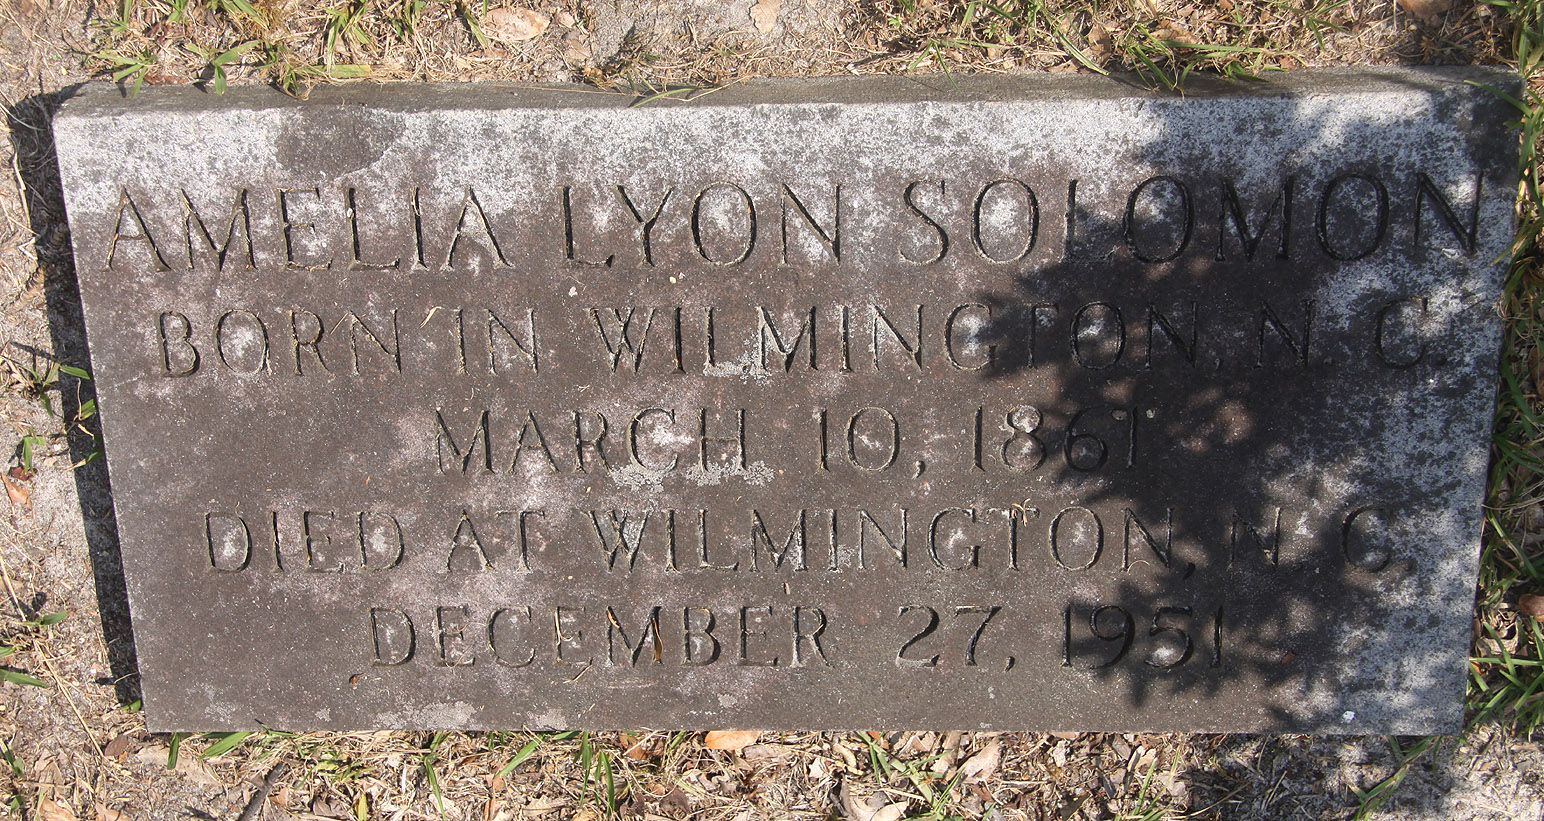 AMELIA LYON SOLOMON
BORN IN WILMINGTON, N. C.
MARCH 10, 1861
DIED AT WILMINGTON, N. C.
DECEMBER 27, 1951